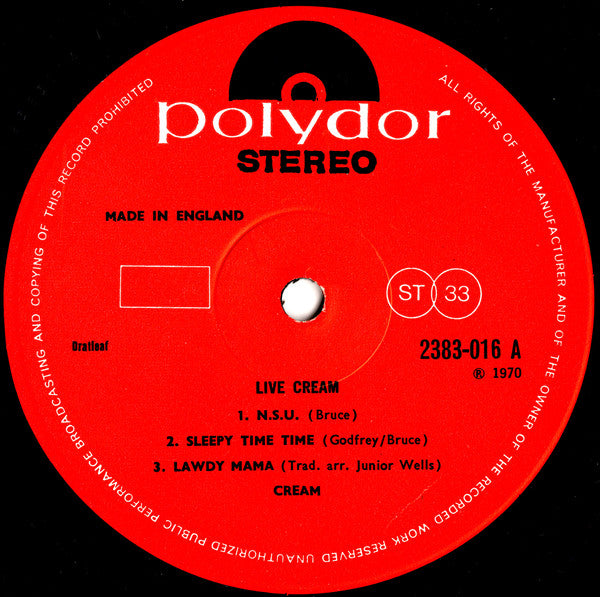 polydor
STEREO
ALL RIGHTS OF THE MANUFACTURER AND OF THE OWNER OF THE RECORDED WORK RESERVED UNAUTHORIZED PUBLIC PERFORMANCE BROADCASTING AND COPYING OF THIS RECORD PROHIBITED
MADE IN ENGLAND
ST 33
Oratleaf
2383-016 A
℗ 1970
LIVE CREAM
1. N.S.U. (Bruce)
2. SLEEPY TIME TIME (Godfrey/Bruce)
3. LAWDY MAMA (Trad. arr. Junior Wells)
CREAM